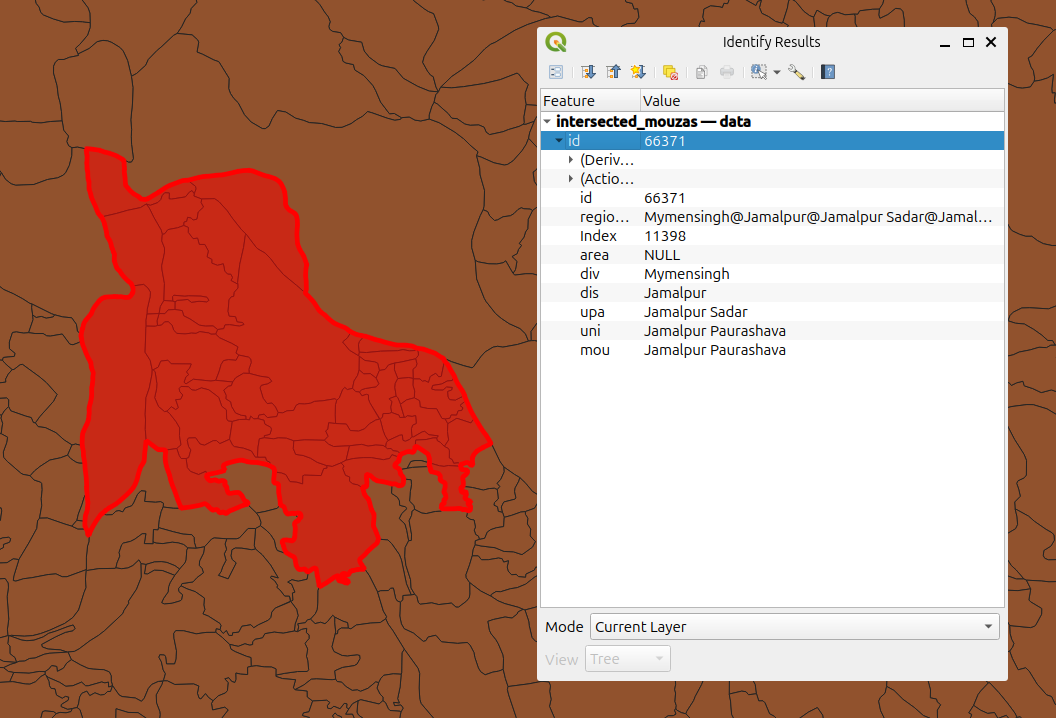 Identify Results
Feature Value
intersected_mouzas — data
id 66371
(Deriv...
(Actio...
id 66371
regio... Mymensingh@Jamalpur@Jamalpur Sadar@Jamal...
Index 11398
area NULL
div Mymensingh
dis Jamalpur
upa Jamalpur Sadar
uni Jamalpur Paurashava
mou Jamalpur Paurashava
Mode Current Layer
View Tree